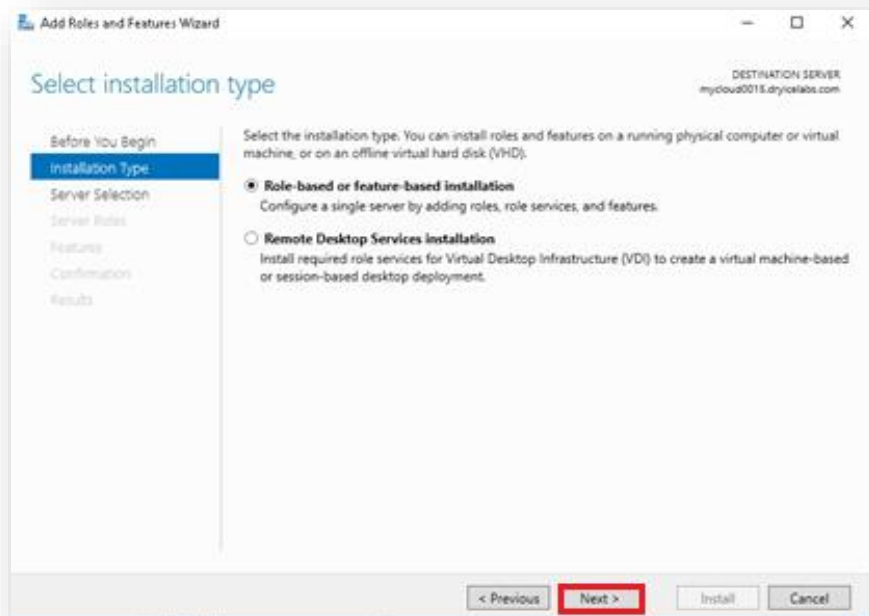 Add Roles and Features Wizard
Select installation type
DESTINATION SERVER
mycloud0015.dryicelabs.com
Before You Begin
Installation Type
Server Selection
Server Roles
Features
Confirmation
Results
Select the installation type. You can install roles and features on a running physical computer or virtual
machine, or on an offline virtual hard disk (VHD).
Role-based or feature-based installation
Configure a single server by adding roles, role services, and features.
Remote Desktop Services installation
Install required role services for Virtual Desktop Infrastructure (VDI) to create a virtual machine-based
or session-based desktop deployment.
< Previous
Next >
Install
Cancel